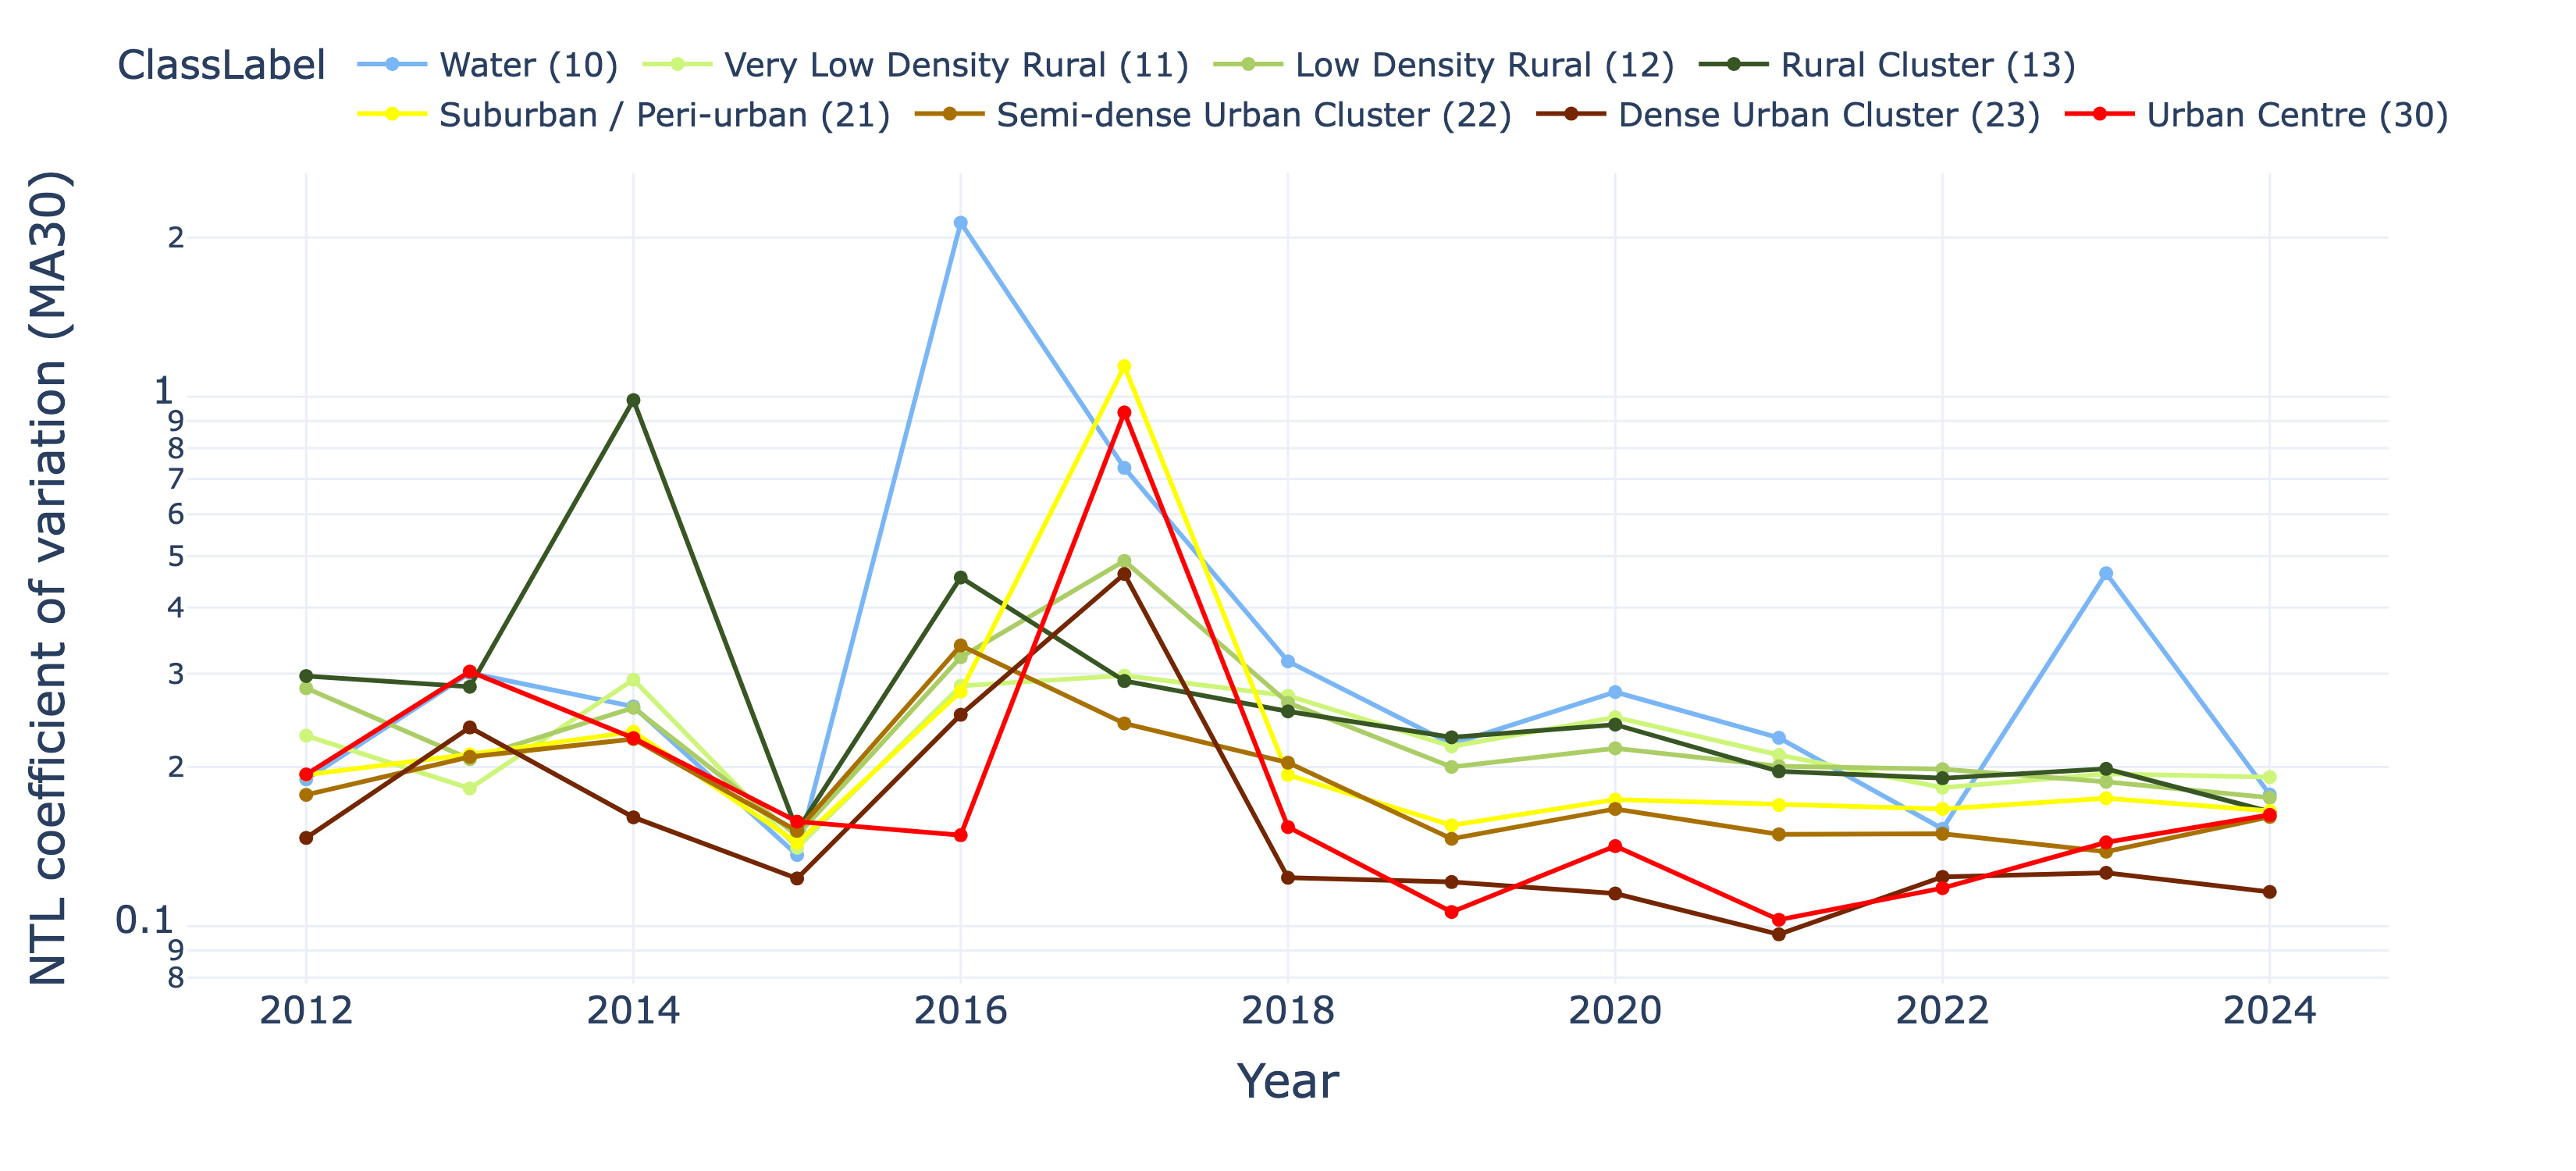 ClassLabel Water (10) Very Low Density Rural (11) Low Density Rural (12) Rural Cluster (13)
Suburban / Peri-urban (21) Semi-dense Urban Cluster (22) Dense Urban Cluster (23) Urban Centre (30)
NTL coefficient of variation (MA30)
2
1
9
8
7
6
5
4
3
2
0.1
9
8
2012 2014 2016 2018 2020 2022 2024
Year